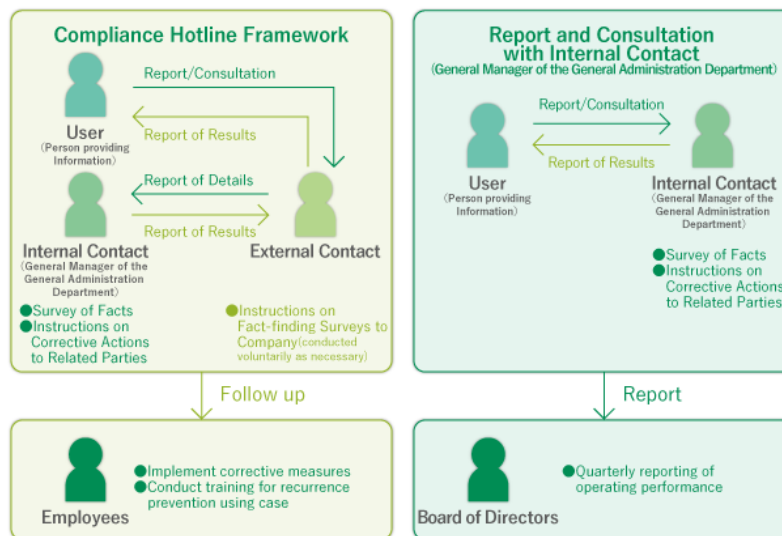 Compliance Hotline Framework
Report/Consultation
Report of Results
User
(Person providing
Information)
Report of Details
Report of Results
Internal Contact
(General Manager of the
General Administration
Department)
External Contact
●Survey of Facts
●Instructions on
Corrective Actions
to Related Parties
●Instructions on
Fact-finding Surveys to
Company(conducted
voluntarily as necessary)
Follow up
Employees
●Implement corrective measures
●Conduct training for recurrence
prevention using case
Report and Consultation
with Internal Contact
(General Manager of the General Administration Department)
Report/Consultation
Report of Results
User
(Person providing
Information)
Internal Contact
(General Manager of the
General Administration
Department)
●Survey of Facts
●Instructions on
Corrective Actions
to Related Parties
Report
Board of Directors
●Quarterly reporting of
operating performance